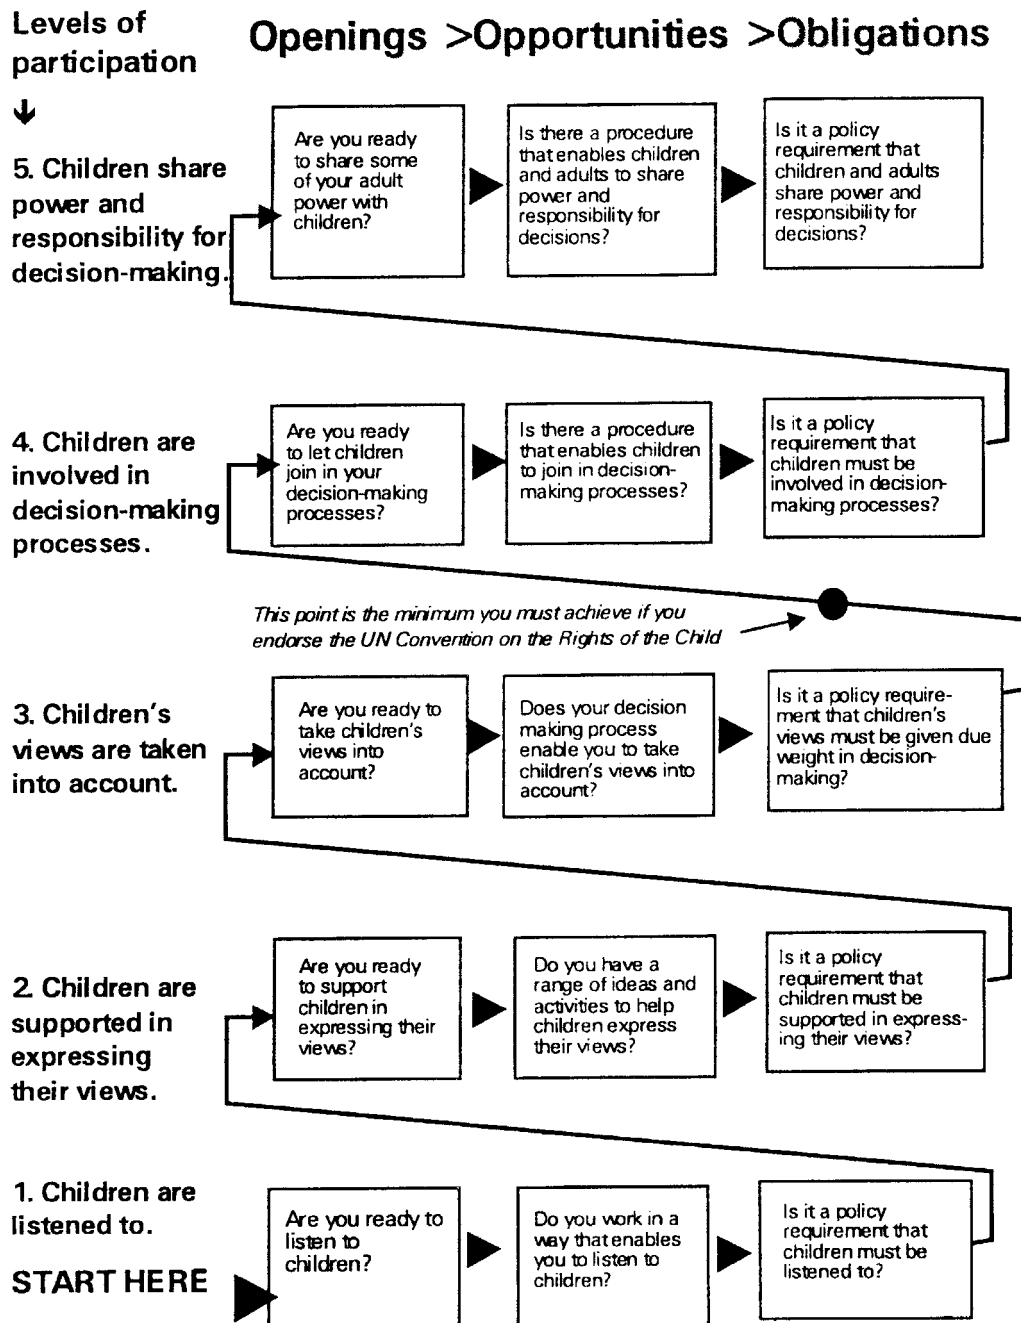 Levels of
participation
Openings >Opportunities >Obligations
5. Children share
power and
responsibility for
decision-making.
Are you ready
to share some
of your adult
power with
children?
Is there a procedure
that enables children
and adults to share
power and
responsibility for
decisions?
Is it a policy
requirement that
children and adults
share power and
responsibility for
decisions?
4. Children are
involved in
decision-making
processes.
Are you ready
to let children
join in your
decision-making
processes?
Is there a procedure
that enables children
to join in decision-
making processes?
Is it a policy
requirement that
children must be
involved in decision-
making processes?
This point is the minimum you must achieve if you
endorse the UN Convention on the Rights of the Child
3. Children's
views are taken
into account.
Are you ready to
take children's
views into
account?
Does your decision
making process
enable you to take
children's views into
account?
Is it a policy require-
ment that children's
views must be given due
weight in decision-
making?
2. Children are
supported in
expressing
their views.
Are you ready
to support
children in
expressing their
views?
Do you have a
range of ideas and
activities to help
children express
their views?
Is it a policy
requirement that
children must be
supported in express-
ing their views?
1. Children are
listened to.
START HERE
Are you ready to
listen to
children?
Do you work in a
way that enables
you to listen to
children?
Is it a policy
requirement that
children must be
listened to?